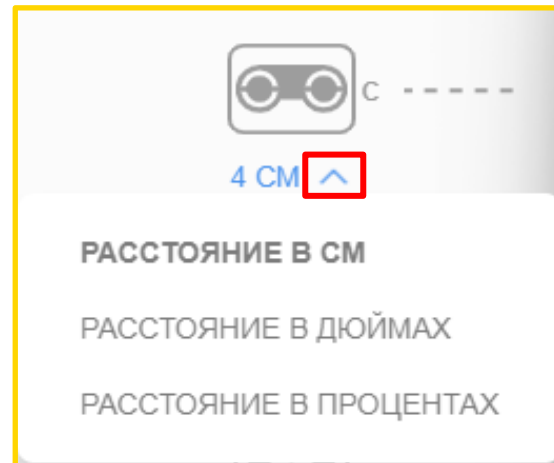 C
4 СМ
РАССТОЯНИЕ В СМ
РАССТОЯНИЕ В ДЮЙМАХ
РАССТОЯНИЕ В ПРОЦЕНТАХ